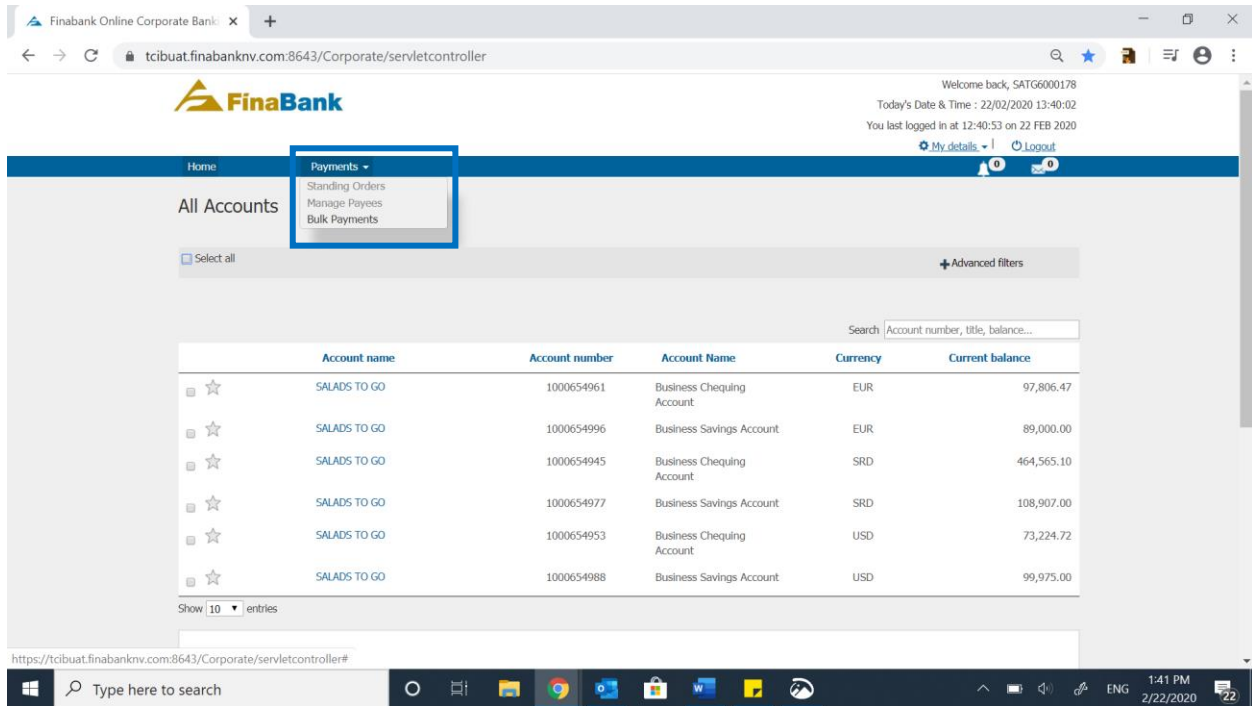 Finabank Online Corporate Banki
tcibuat.finabanknv.com:8643/Corporate/servletcontroller
FinaBank
Welcome back, SATG6000178
Today's Date & Time : 22/02/2020 13:40:02
You last logged in at 12:40:53 on 22 FEB 2020
My details Logout
Home Payments 0 0
Standing Orders
Manage Payees
Bulk Payments
All Accounts
Select all Advanced filters
Search Account number, title, balance...
Account name Account number Account Name Currency Current balance
SALADS TO GO 1000654961 Business Chequing EUR 97,806.47
Account
SALADS TO GO 1000654996 Business Savings Account EUR 89,000.00
SALADS TO GO 1000654945 Business Chequing SRD 464,565.10
Account
SALADS TO GO 1000654977 Business Savings Account SRD 108,907.00
SALADS TO GO 1000654953 Business Chequing USD 73,224.72
Account
SALADS TO GO 1000654988 Business Savings Account USD 99,975.00
Show 10 entries
https://tcibuat.finabanknv.com:8643/Corporate/servletcontroller#
Type here to search
ENG
1:41 PM
2/22/2020
22